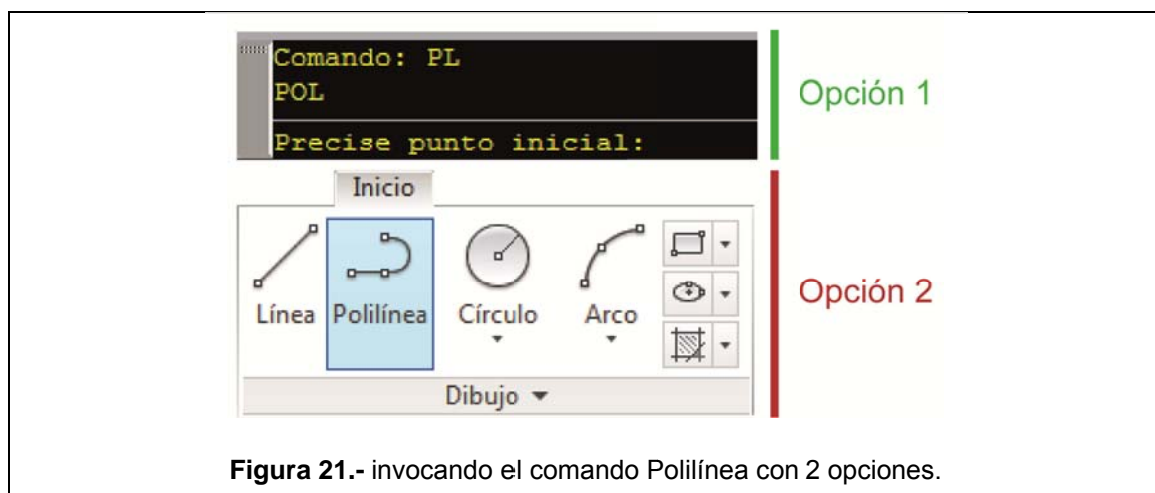 Comando: PL
POL
Precise punto inicial:
Opción 1
Inicio
Línea Polilínea Círculo Arco
Dibujo
Opción 2
Figura 21.- invocando el comando Polilínea con 2 opciones.